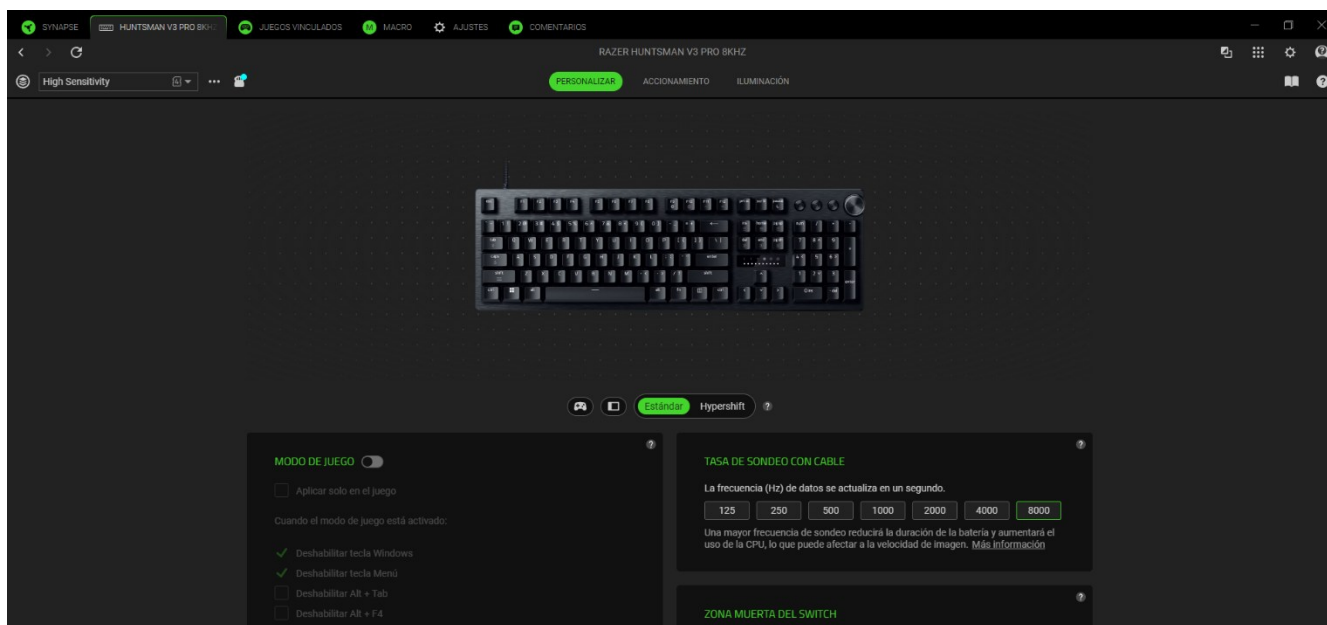 SYNAPSE
HUNTSMAN V3 PRO 8KHZ
JUEGOS VINCULADOS
MACRO
AJUSTES
COMENTARIOS
RAZER HUNTSMAN V3 PRO 8KHZ
High Sensitivity
PERSONALIZAR
ACCIONAMIENTO
ILUMINACIÓN
Estándar
Hypershift
MODO DE JUEGO
Aplicar solo en el juego
Cuando el modo de juego está activado:
Deshabilitar tecla Windows
Deshabilitar tecla Menú
Deshabilitar Alt + Tab
Deshabilitar Alt + F4
TASA DE SONDEO CON CABLE
La frecuencia (Hz) de datos se actualiza en un segundo.
125 250 500 1000 2000 4000 8000
Una mayor frecuencia de sondeo reducirá la duración de la batería y aumentará el
uso de la CPU, lo que puede afectar a la velocidad de imagen. Más información
ZONA MUERTA DEL SWITCH